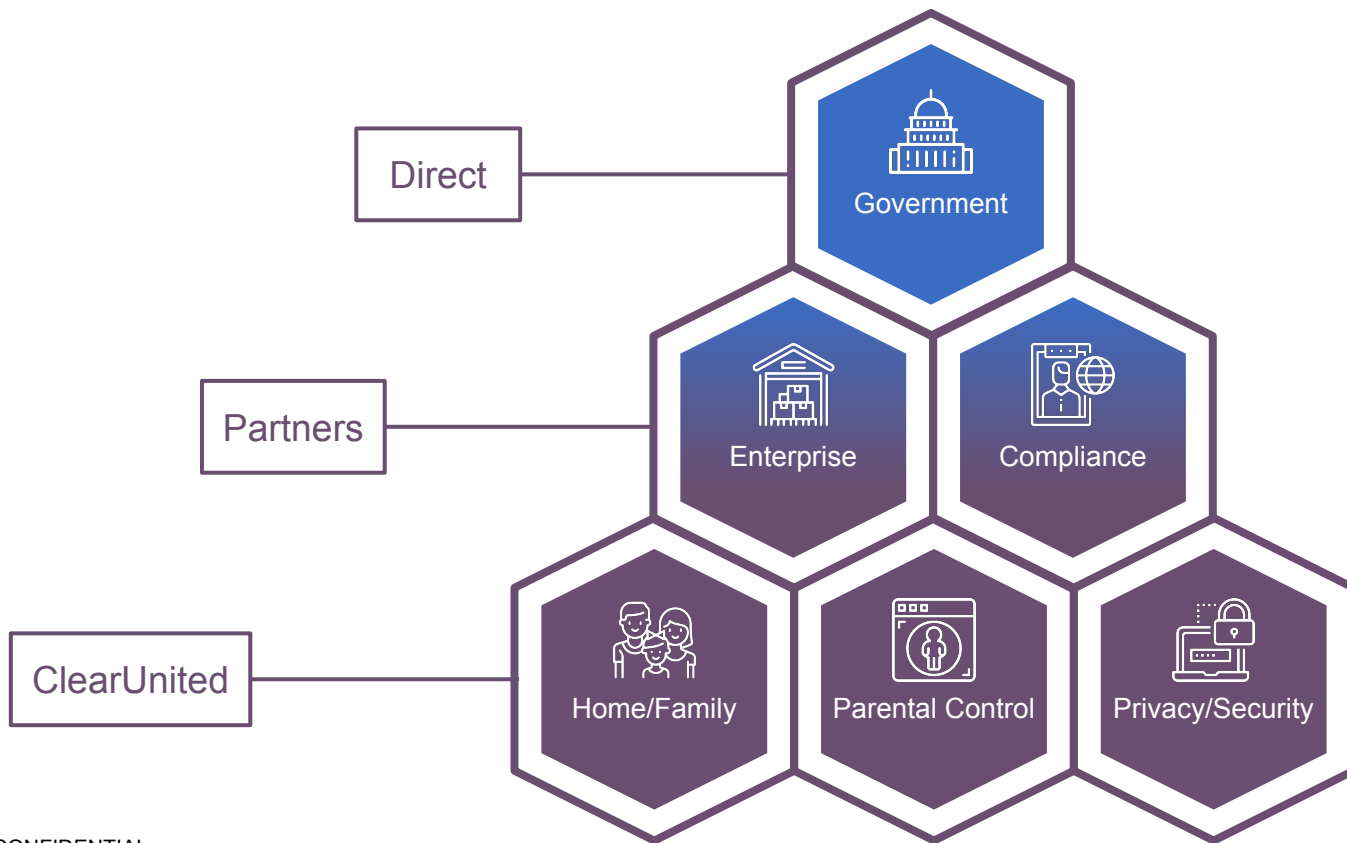 Direct
Government
Partners
Enterprise
Compliance
ClearUnited
Home/Family
Parental Control
Privacy/Security